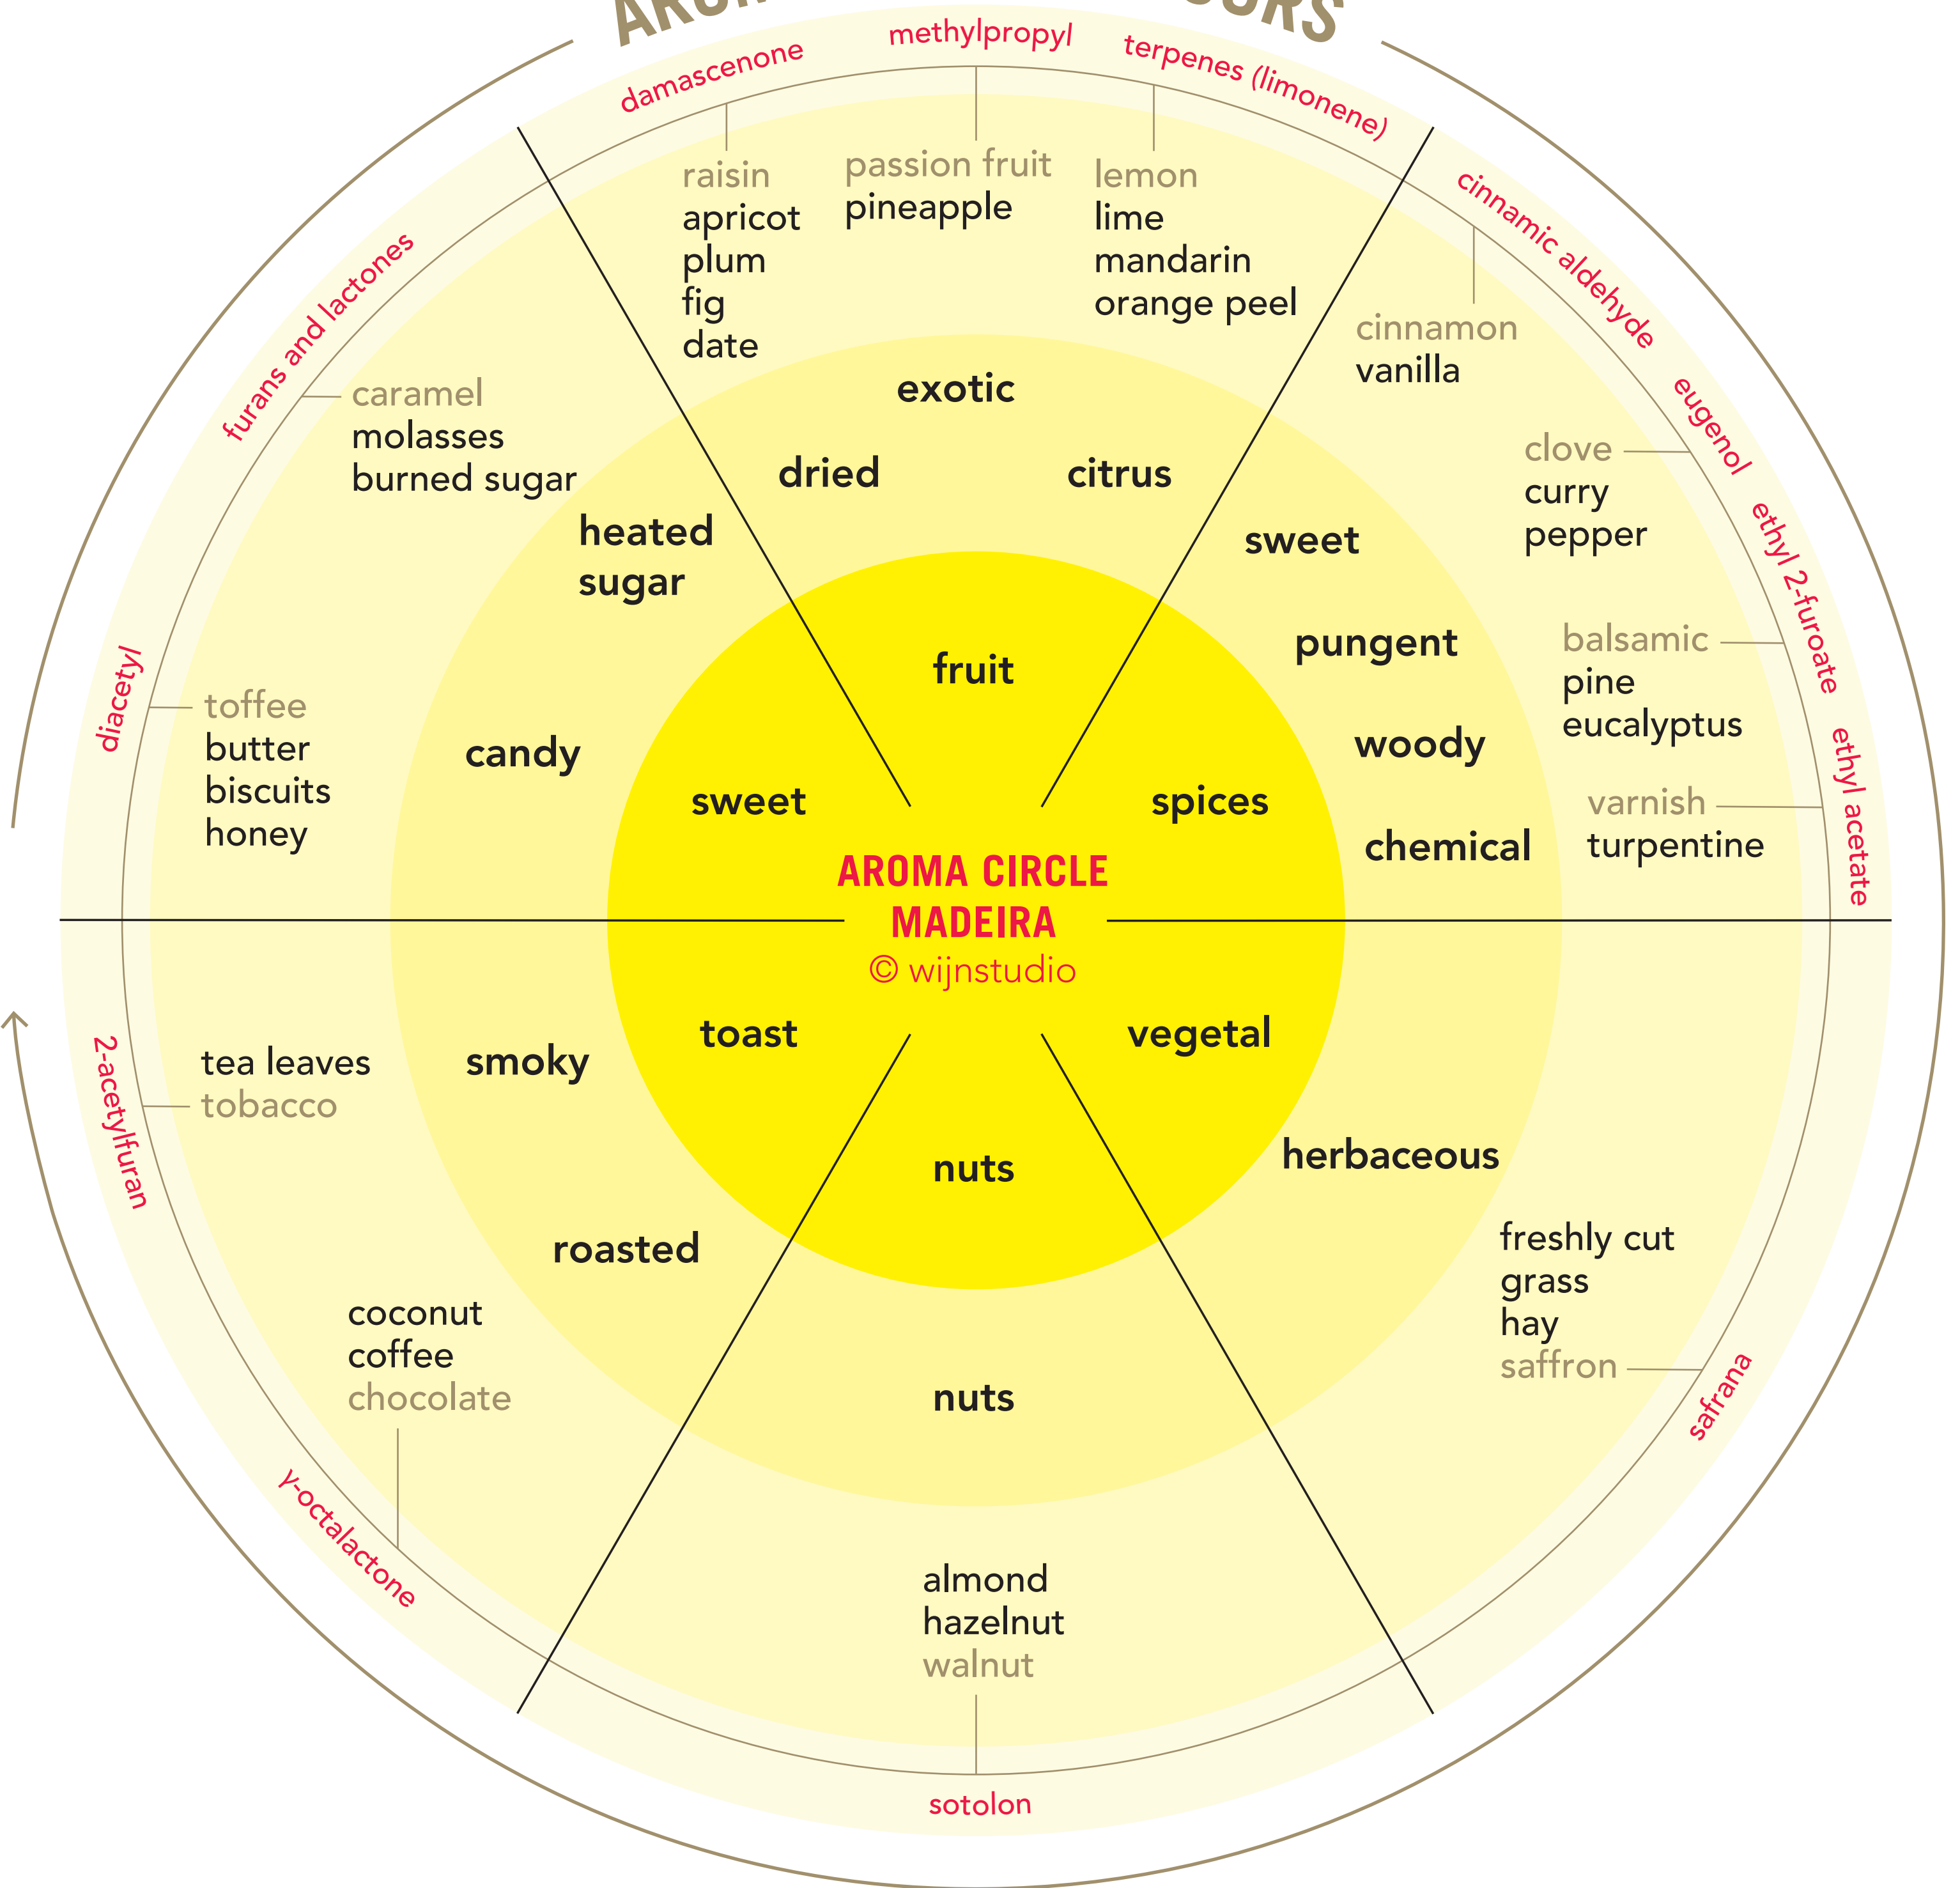 methylpropyl
damascenone
terpenes (limonene)
cinnamic aldehyde
eugenol
ethyl 2-furoate
ethyl acetate
safrana
sotolon
γ-octalactone
2-acetylfuran
diacetyl
furans and lactones
raisin
apricot
plum
fig
date
passion fruit
pineapple
lemon
lime
mandarin
orange peel
exotic
dried
citrus
fruit
cinnamon
vanilla
clove
curry
pepper
balsamic
pine
eucalyptus
varnish
turpentine
sweet
pungent
woody
chemical
spices
caramel
molasses
burned sugar
toffee
butter
biscuits
honey
heated
sugar
candy
sweet
AROMA CIRCLE
MADEIRA
© wijnstudio
toast
smoky
roasted
tea leaves
tobacco
coconut
coffee
chocolate
nuts
nuts
almond
hazelnut
walnut
vegetal
herbaceous
freshly cut
grass
hay
saffron